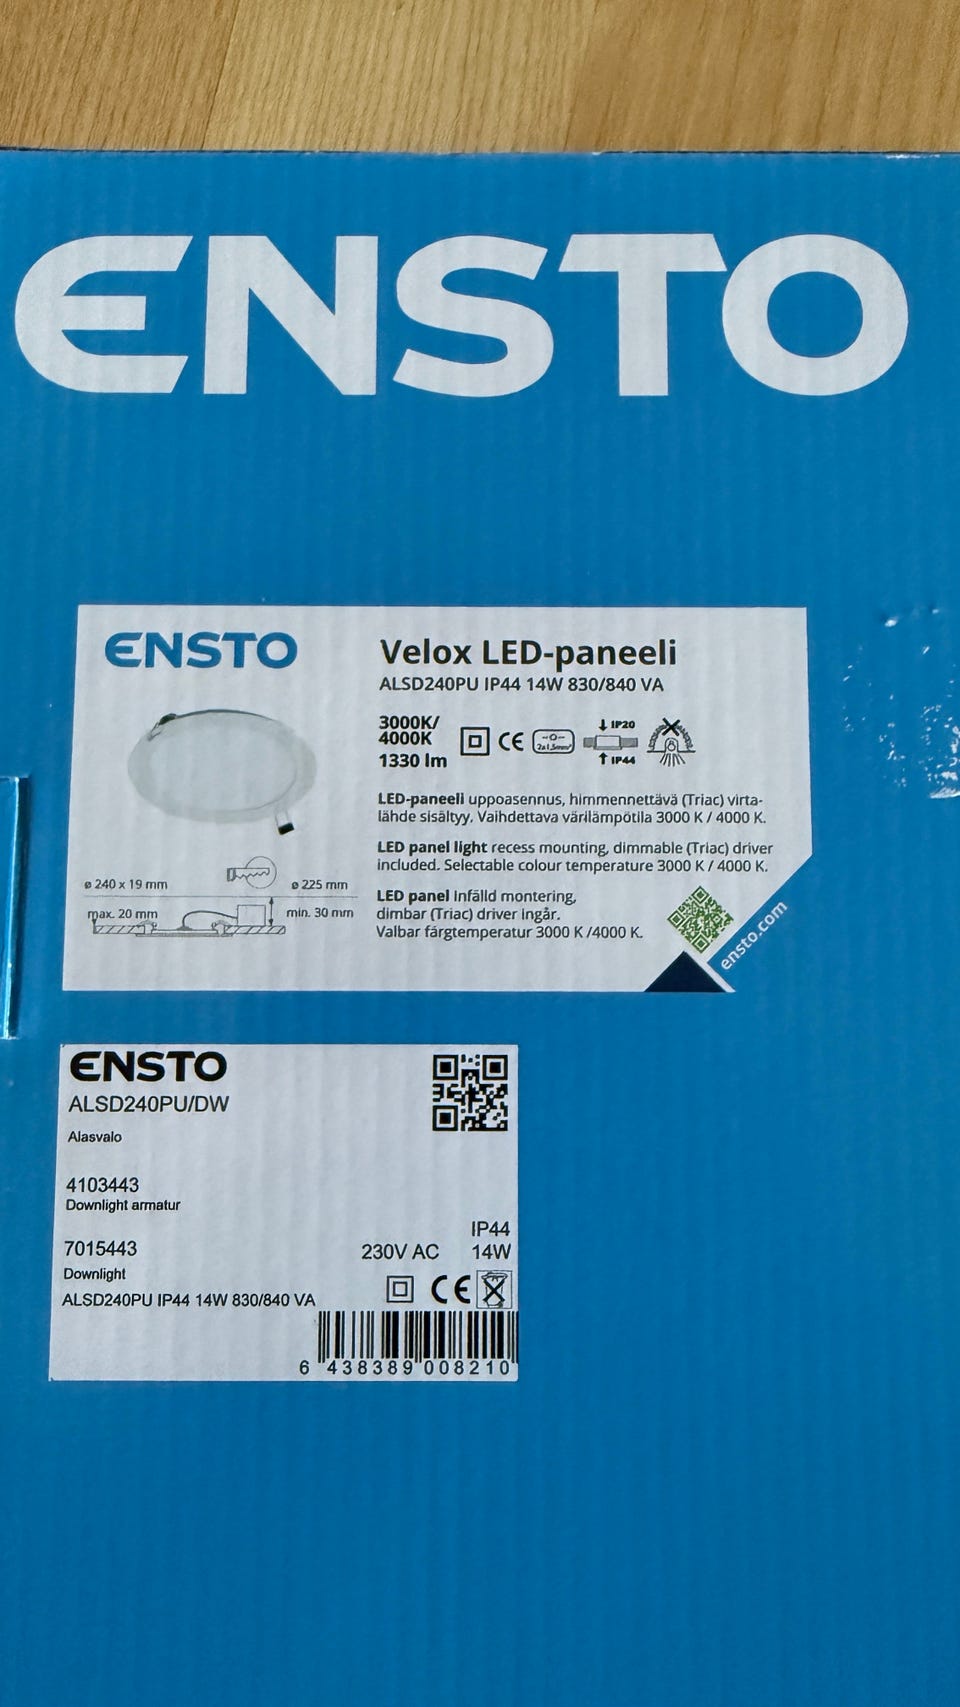 ENSTO
ENSTO
Velox LED-paneeli
ALSD240PU IP44 14W 830/840 VA
3000K/
4000K
1330 lm
CE
2x1,5mm²
IP20
IP44
LED-paneeli uppoasennus, himmennettävä (Triac) virta-
lähde sisältyy. Vaihdettava värilämpötila 3000 K / 4000 K.
LED panel light recess mounting, dimmable (Triac) driver
included. Selectable colour temperature 3000 K / 4000 K.
LED panel Infälld montering,
dimbar (Triac) driver ingår.
Valbar färgtemperatur 3000 K /4000 K.
ø 240 x 19 mm
ø 225 mm
max. 20 mm
min. 30 mm
ensto.com
ENSTO
ALSD240PU/DW
Alasvalo
4103443
Downlight armatur
IP44
7015443
230V AC 14W
Downlight
CE
ALSD240PU IP44 14W 830/840 VA
6 438389 008210